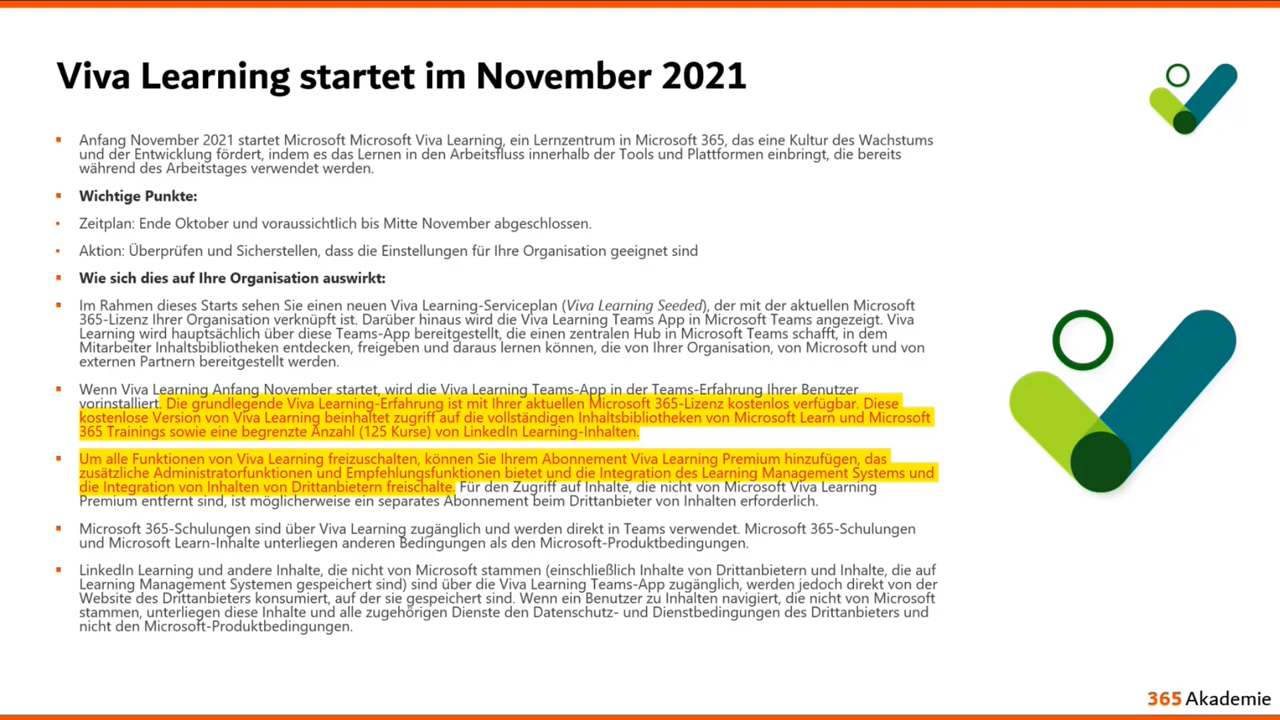 Viva Learning startet im November 2021
Anfang November 2021 startet Microsoft Microsoft Viva Learning, ein Lernzentrum in Microsoft 365, das eine Kultur des Wachstums
und der Entwicklung fördert, indem es das Lernen in den Arbeitsfluss innerhalb der Tools und Plattformen einbringt, die bereits
während des Arbeitstages verwendet werden.
Wichtige Punkte:
Zeitplan: Ende Oktober und voraussichtlich bis Mitte November abgeschlossen.
Aktion: Überprüfen und Sicherstellen, dass die Einstellungen für Ihre Organisation geeignet sind
Wie sich dies auf Ihre Organisation auswirkt:
Im Rahmen dieses Starts sehen Sie einen neuen Viva Learning-Serviceplan (Viva Learning Seeded), der mit der aktuellen Microsoft
365-Lizenz Ihrer Organisation verknüpft ist. Darüber hinaus wird die Viva Learning Teams App in Microsoft Teams angezeigt. Viva
Learning wird hauptsächlich über diese Teams-App bereitgestellt, die einen zentralen Hub in Microsoft Teams schafft, in dem
Mitarbeiter Inhaltsbibliotheken entdecken, freigeben und daraus lernen können, die von Ihrer Organisation, von Microsoft und von
externen Partnern bereitgestellt werden.
Wenn Viva Learning Anfang November startet, wird die Viva Learning Teams-App in der Teams-Erfahrung Ihrer Benutzer
vorinstalliert. Die grundlegende Viva Learning-Erfahrung ist mit Ihrer aktuellen Microsoft 365-Lizenz kostenlos verfügbar. Diese
kostenlose Version von Viva Learning beinhaltet zugriff auf die vollständigen Inhaltsbibliotheken von Microsoft Learn und Microsoft
365 Trainings sowie eine begrenzte Anzahl (125 Kurse) von LinkedIn Learning-Inhalten.
Um alle Funktionen von Viva Learning freizuschalten, können Sie Ihrem Abonnement Viva Learning Premium hinzufügen, das
zusätzliche Administratorfunktionen und Empfehlungsfunktionen bietet und die Integration des Learning Management Systems und
die Integration von Inhalten von Drittanbietern freischalte. Für den Zugriff auf Inhalte, die nicht von Microsoft Viva Learning
Premium entfernt sind, ist möglicherweise ein separates Abonnement beim Drittanbieter von Inhalten erforderlich.
Microsoft 365-Schulungen sind über Viva Learning zugänglich und werden direkt in Teams verwendet. Microsoft 365-Schulungen
und Microsoft Learn-Inhalte unterliegen anderen Bedingungen als den Microsoft-Produktbedingungen.
LinkedIn Learning und andere Inhalte, die nicht von Microsoft stammen (einschließlich Inhalte von Drittanbietern und Inhalte, die auf
Learning Management Systemen gespeichert sind) sind über die Viva Learning Teams-App zugänglich, werden jedoch direkt von der
Website des Drittanbieters konsumiert, auf der sie gespeichert sind. Wenn ein Benutzer zu Inhalten navigiert, die nicht von Microsoft
stammen, unterliegen diese Inhalte und alle zugehörigen Dienste den Datenschutz- und Dienstbedingungen des Drittanbieters und
nicht den Microsoft-Produktbedingungen.
365 Akademie